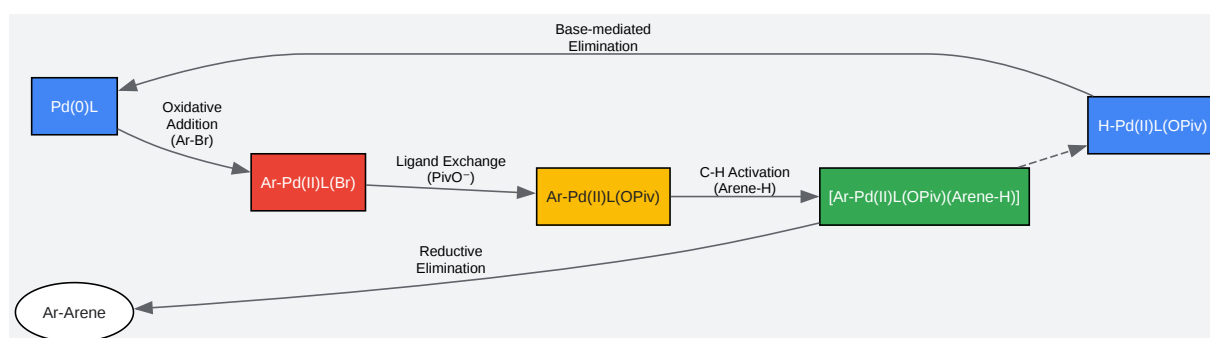 Base-mediated
Elimination
Pd(0)L
Oxidative
Addition
(Ar-Br)
H-Pd(II)L(OPiv)
Ar-Pd(II)L(Br)
Ligand Exchange
(PivO⁻)
Ar-Pd(II)L(OPiv)
C-H Activation
(Arene-H)
[Ar-Pd(II)L(OPiv)(Arene-H)]
Reductive
Elimination
Ar-Arene